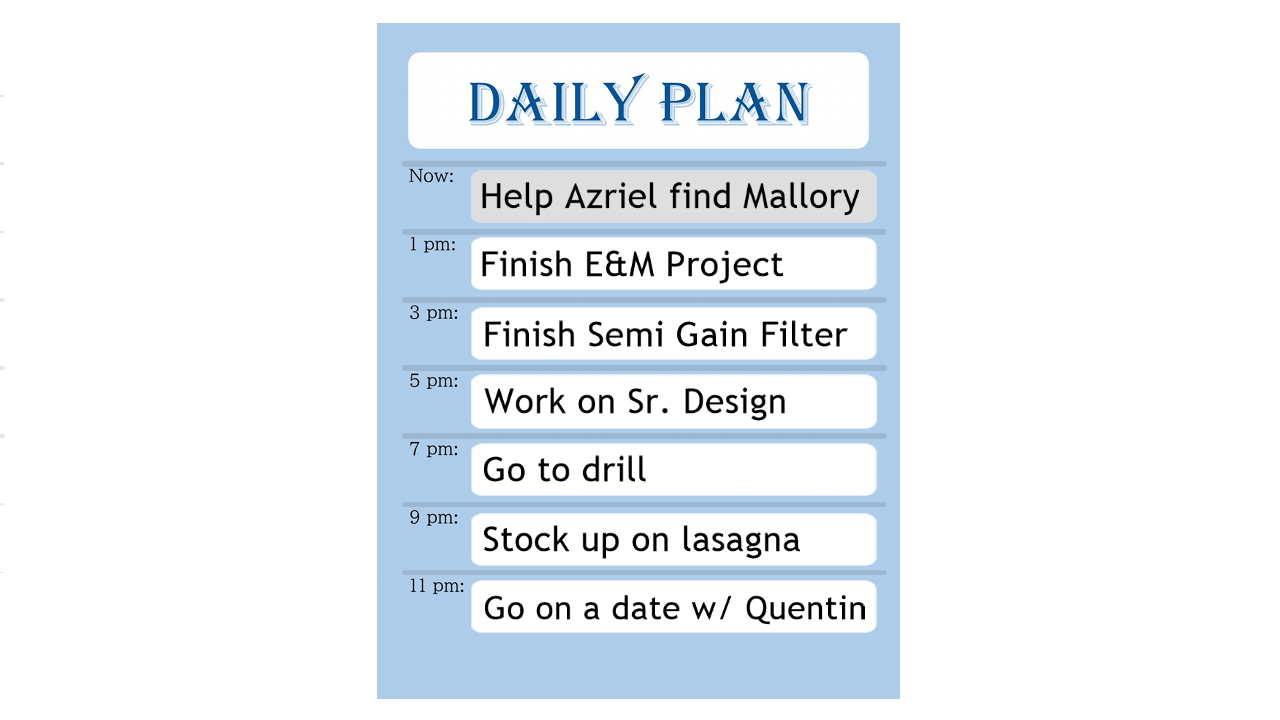 DAILY PLAN
Now:
Help Azriel find Mallory
1 pm:
Finish E&M Project
3 pm:
Finish Semi Gain Filter
5 pm:
Work on Sr. Design
7 pm:
Go to drill
9 pm:
Stock up on lasagna
11 pm:
Go on a date w/ Quentin